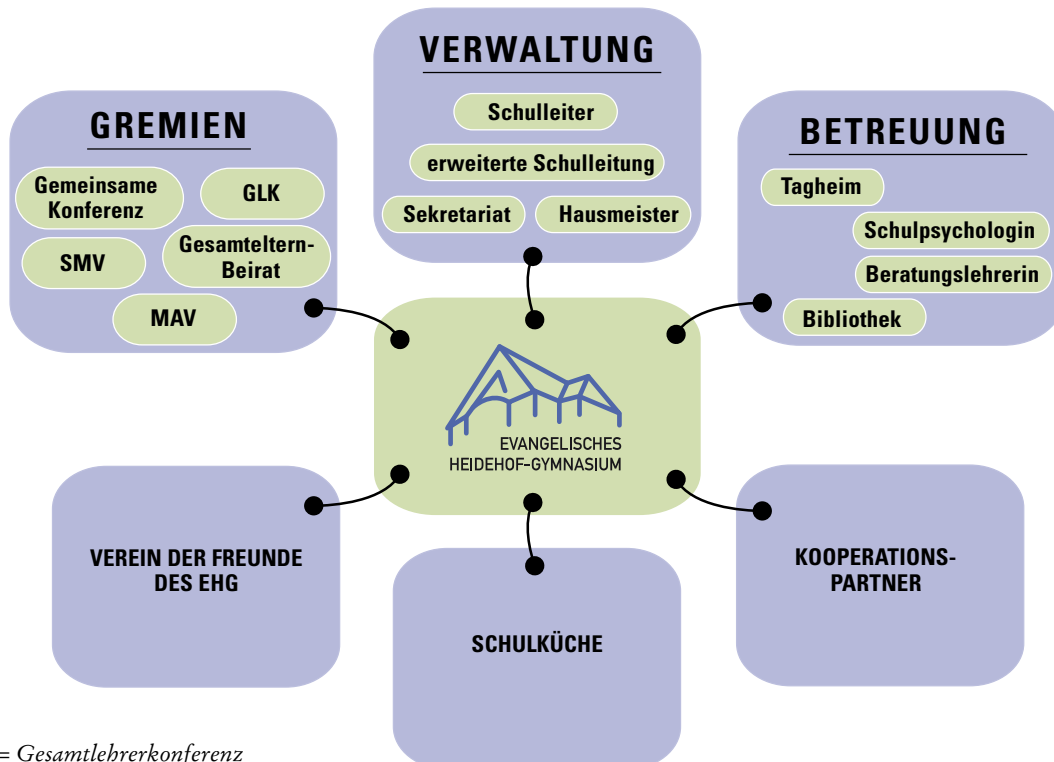 VERWALTUNG
Schulleiter
erweiterte Schulleitung
Sekretariat
Hausmeister
GREMIEN
Gemeinsame
Konferenz
GLK
SMV
Gesamteltern-
Beirat
MAV
BETREUUNG
Tagheim
Schulpsychologin
Beratungslehrerin
Bibliothek
EVANGELISCHES
HEIDEHOF-GYMNASIUM
VEREIN DER FREUNDE
DES EHG
SCHULKÜCHE
KOOPERATIONS-
PARTNER
= Gesamtlehrerkonferenz